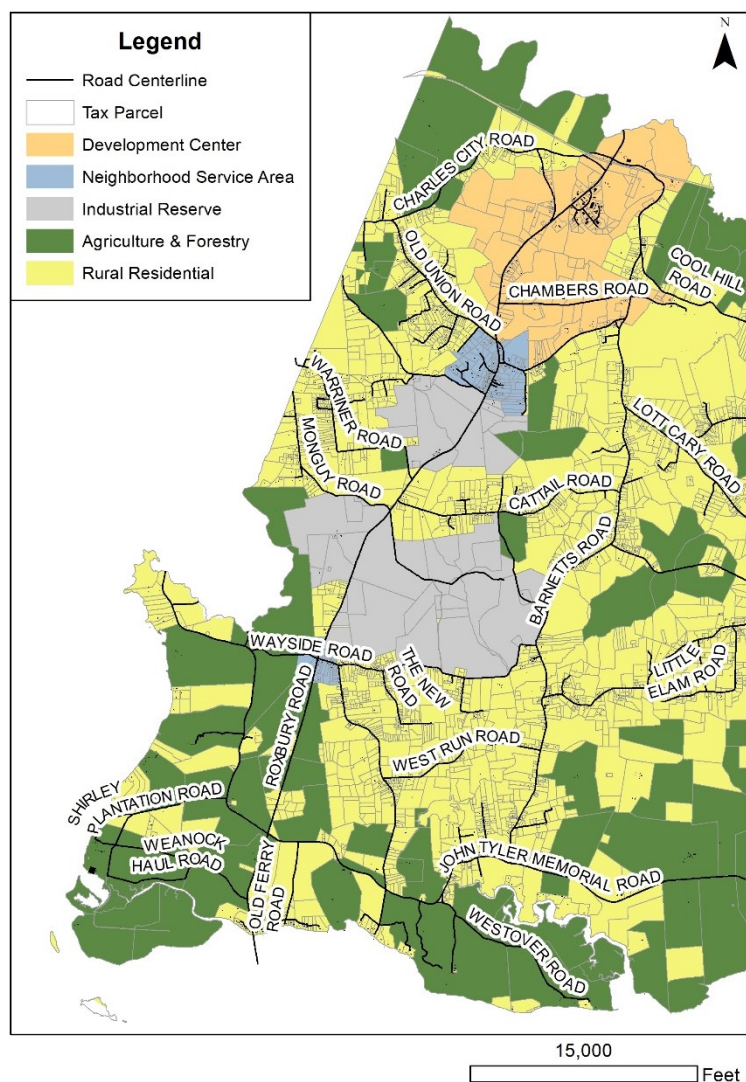 Legend
Road Centerline
Tax Parcel
Development Center
Neighborhood Service Area
Industrial Reserve
Agriculture & Forestry
Rural Residential
N
CHARLES CITY ROAD
OLD UNION ROAD
COOL HILL
ROAD
CHAMBERS ROAD
WARRINER ROAD
MONGUY ROAD
LOTT CARY ROAD
CATTAIL ROAD
BARNETTS ROAD
WAYSIDE ROAD
THE NEW
ROAD
LITTLE
ELAM ROAD
ROXBURY ROAD
WEST RUN ROAD
SHIRLEY
PLANTATION ROAD
WEANOCK
HAUL ROAD
OLD FERRY
ROAD
JOHN TYLER MEMORIAL ROAD
WESTOVER ROAD
15,000
Feet